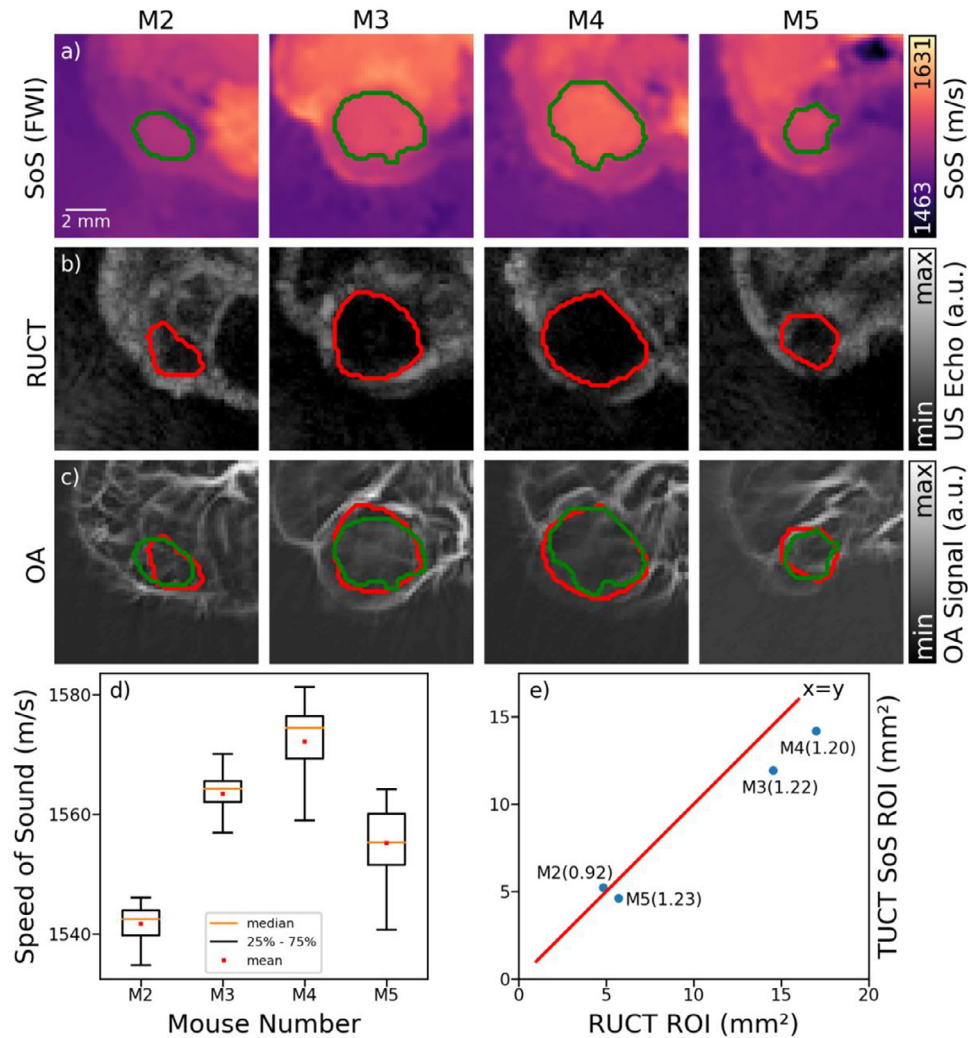 M2 M3 M4 M5
a)
SoS (FWI)
2 mm
1463 1631
SoS (m/s)
b)
RUCT
min max
US Echo (a.u.)
c)
OA
min max
OA Signal (a.u.)
d)
Speed of Sound (m/s)
1580
1560
1540
median
25% - 75%
mean
M2 M3 M4 M5
Mouse Number
e)
x=y
M4(1.20)
M3(1.22)
M2(0.92)
M5(1.23)
15
10
5
0
0 5 10 15 20
RUCT ROI (mm²)
TUCT SoS ROI (mm²)